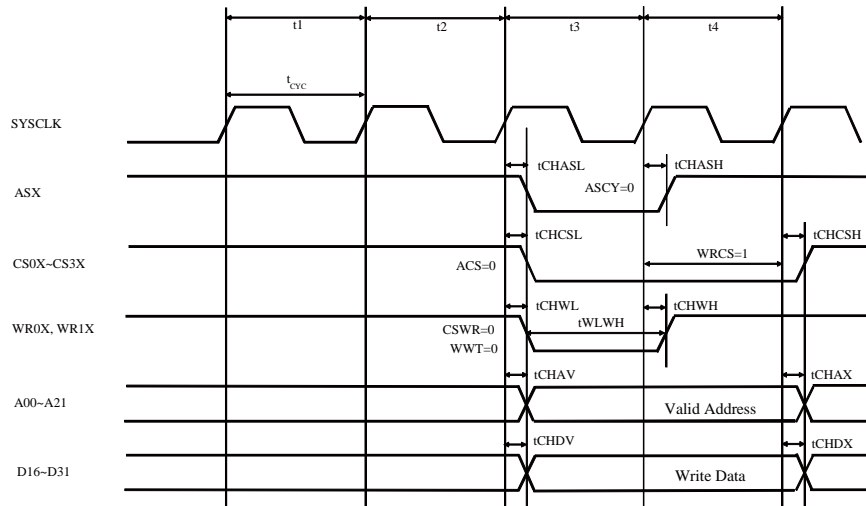 t1 t2 t3 t4
tCYC
SYSCLK
tCHASL tCHASH
ASX ASCY=0
tCHCSL tCHCSH
CS0X~CS3X ACS=0 WRCS=1
tCHWL tCHWH
WR0X, WR1X CSWR=0 tWLWH
WWT=0
tCHAV tCHAX
A00~A21 Valid Address
tCHDV tCHDX
D16~D31 Write Data